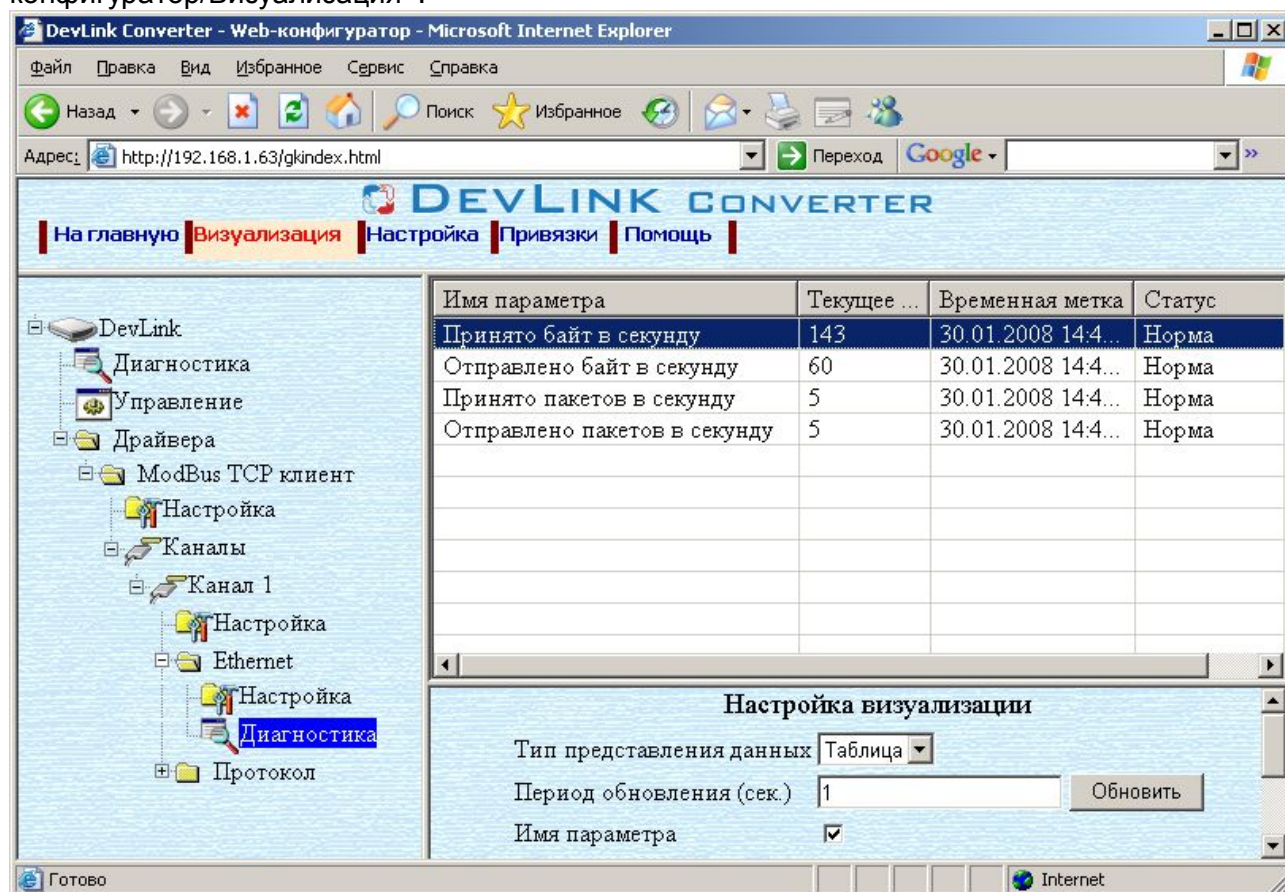 конфигуратор/Визуализация".
DevLink Converter - Web-конфигуратор - Microsoft Internet Explorer
Файл Правка Вид Избранное Сервис Справка
Назад Поиск Избранное
Адрес: http://192.168.1.63/gkindex.html Переход Google
DEVLINK CONVERTER
На главную Визуализация Настройка Привязки Помощь
DevLink
Диагностика
Управление
Драйвера
ModBus TCP клиент
Настройка
Каналы
Канал 1
Настройка
Ethernet
Настройка
Диагностика
Протокол
Имя параметра Текущее ... Временная метка Статус
Принято байт в секунду 143 30.01.2008 14:4... Норма
Отправлено байт в секунду 60 30.01.2008 14:4... Норма
Принято пакетов в секунду 5 30.01.2008 14:4... Норма
Отправлено пакетов в секунду 5 30.01.2008 14:4... Норма
Настройка визуализации
Тип представления данных Таблица
Период обновления (сек.) 1 Обновить
Имя параметра
Готово Internet